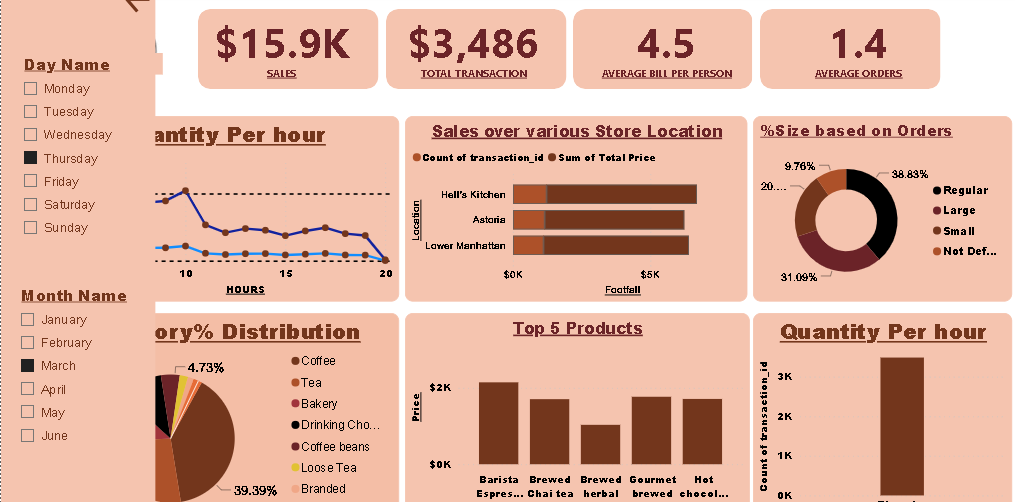 Day Name
Monday
Tuesday
Wednesday
Thursday
Friday
Saturday
Sunday
Month Name
January
February
March
April
May
June
$15.9K
SALES
$3,486
TOTAL TRANSACTION
4.5
AVERAGE BILL PER PERSON
1.4
AVERAGE ORDERS
antity Per hour
10 15 20
HOURS
Sales over various Store Location
Count of transaction_id Sum of Total Price
Location
Hell's Kitchen
Astoria
Lower Manhattan
$0K $5K
Footfall
%Size based on Orders
9.76%
38.83%
20....
31.09%
Regular
Large
Small
Not Def...
ory% Distribution
4.73%
39.39%
Coffee
Tea
Bakery
Drinking Cho...
Coffee beans
Loose Tea
Branded
Top 5 Products
Price
$2K
$0K
Barista Espres...
Brewed Chai tea
Brewed herbal
Gourmet brewed
Hot chocol...
Quantity Per hour
Count of transaction_id
3K
2K
1K
0K